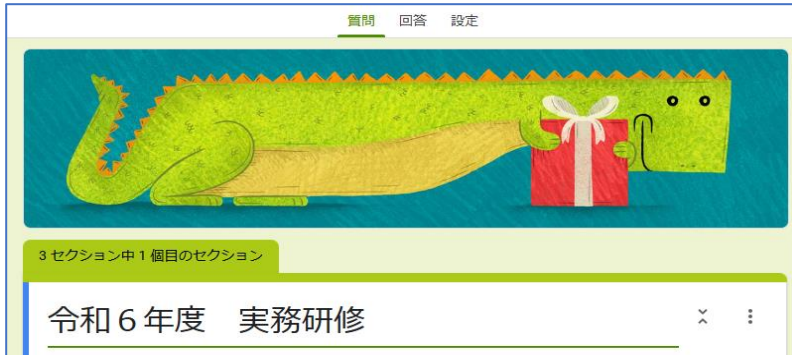 質問 回答 設定
3 セクション中 1 個目のセクション
令和６年度　実務研修